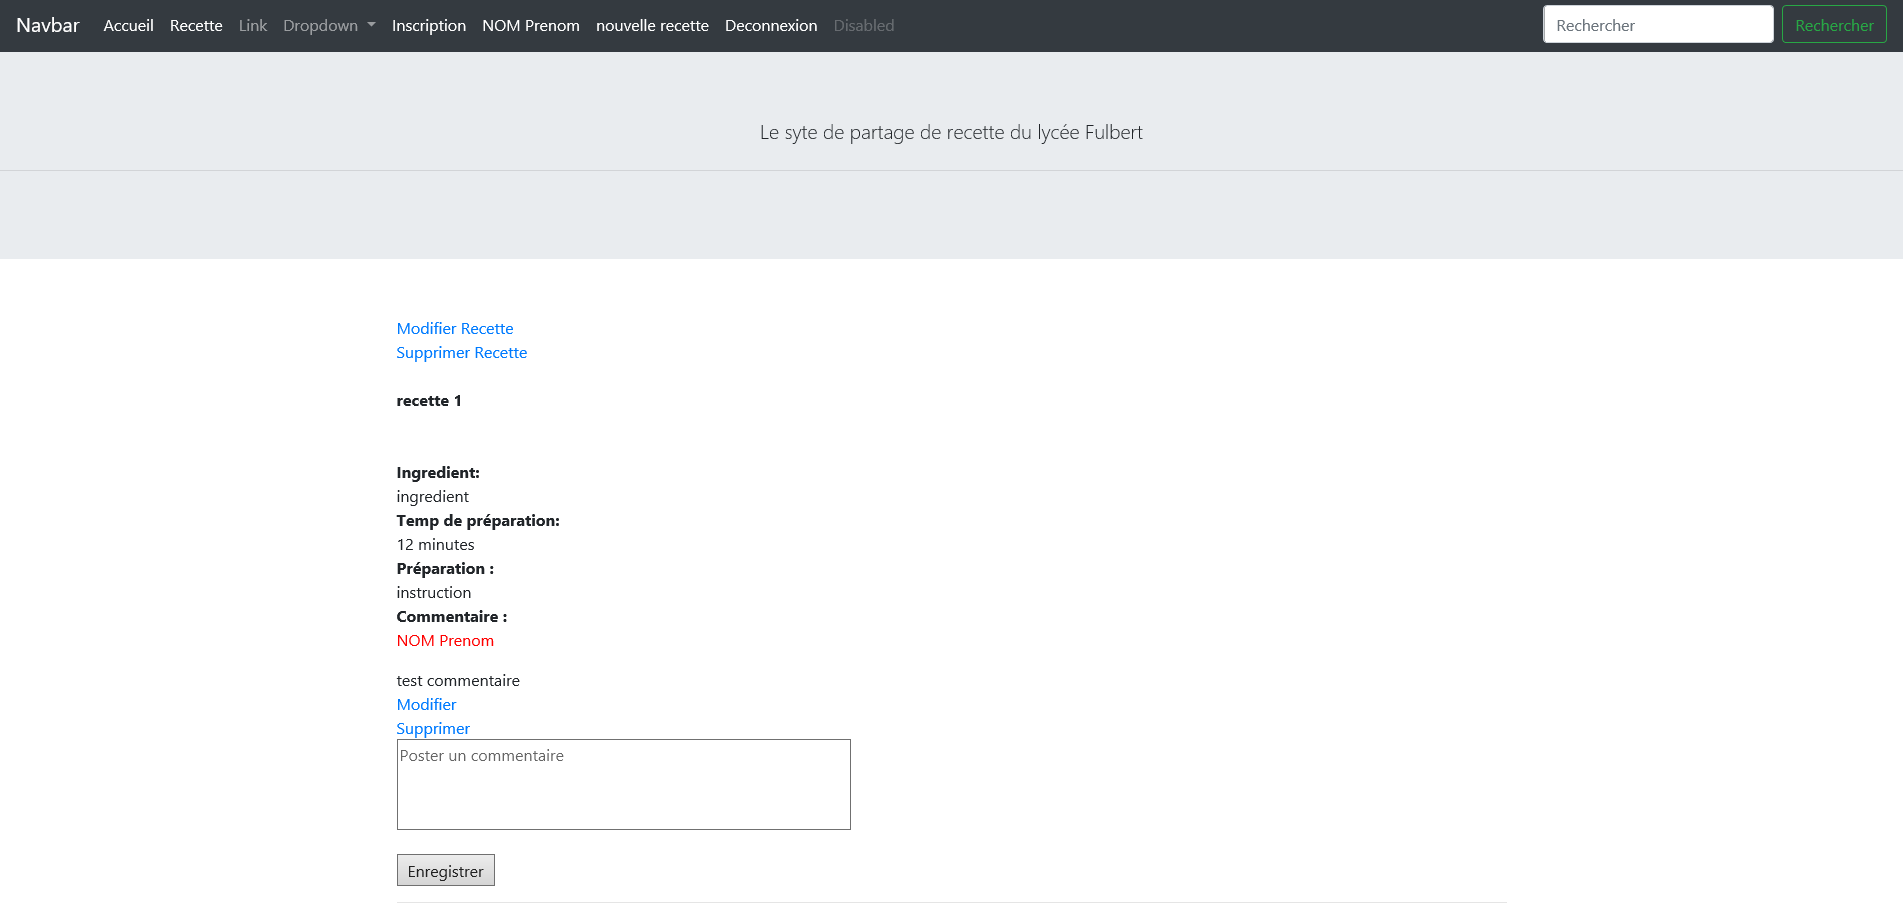 Navbar Accueil Recette Link Dropdown Inscription NOM Prenom nouvelle recette Deconnexion Disabled Rechercher Rechercher
Le syte de partage de recette du lycée Fulbert
Modifier Recette
Supprimer Recette
recette 1
Ingredient:
ingredient
Temp de préparation:
12 minutes
Préparation :
instruction
Commentaire :
NOM Prenom
test commentaire
Modifier
Supprimer
Poster un commentaire
Enregistrer